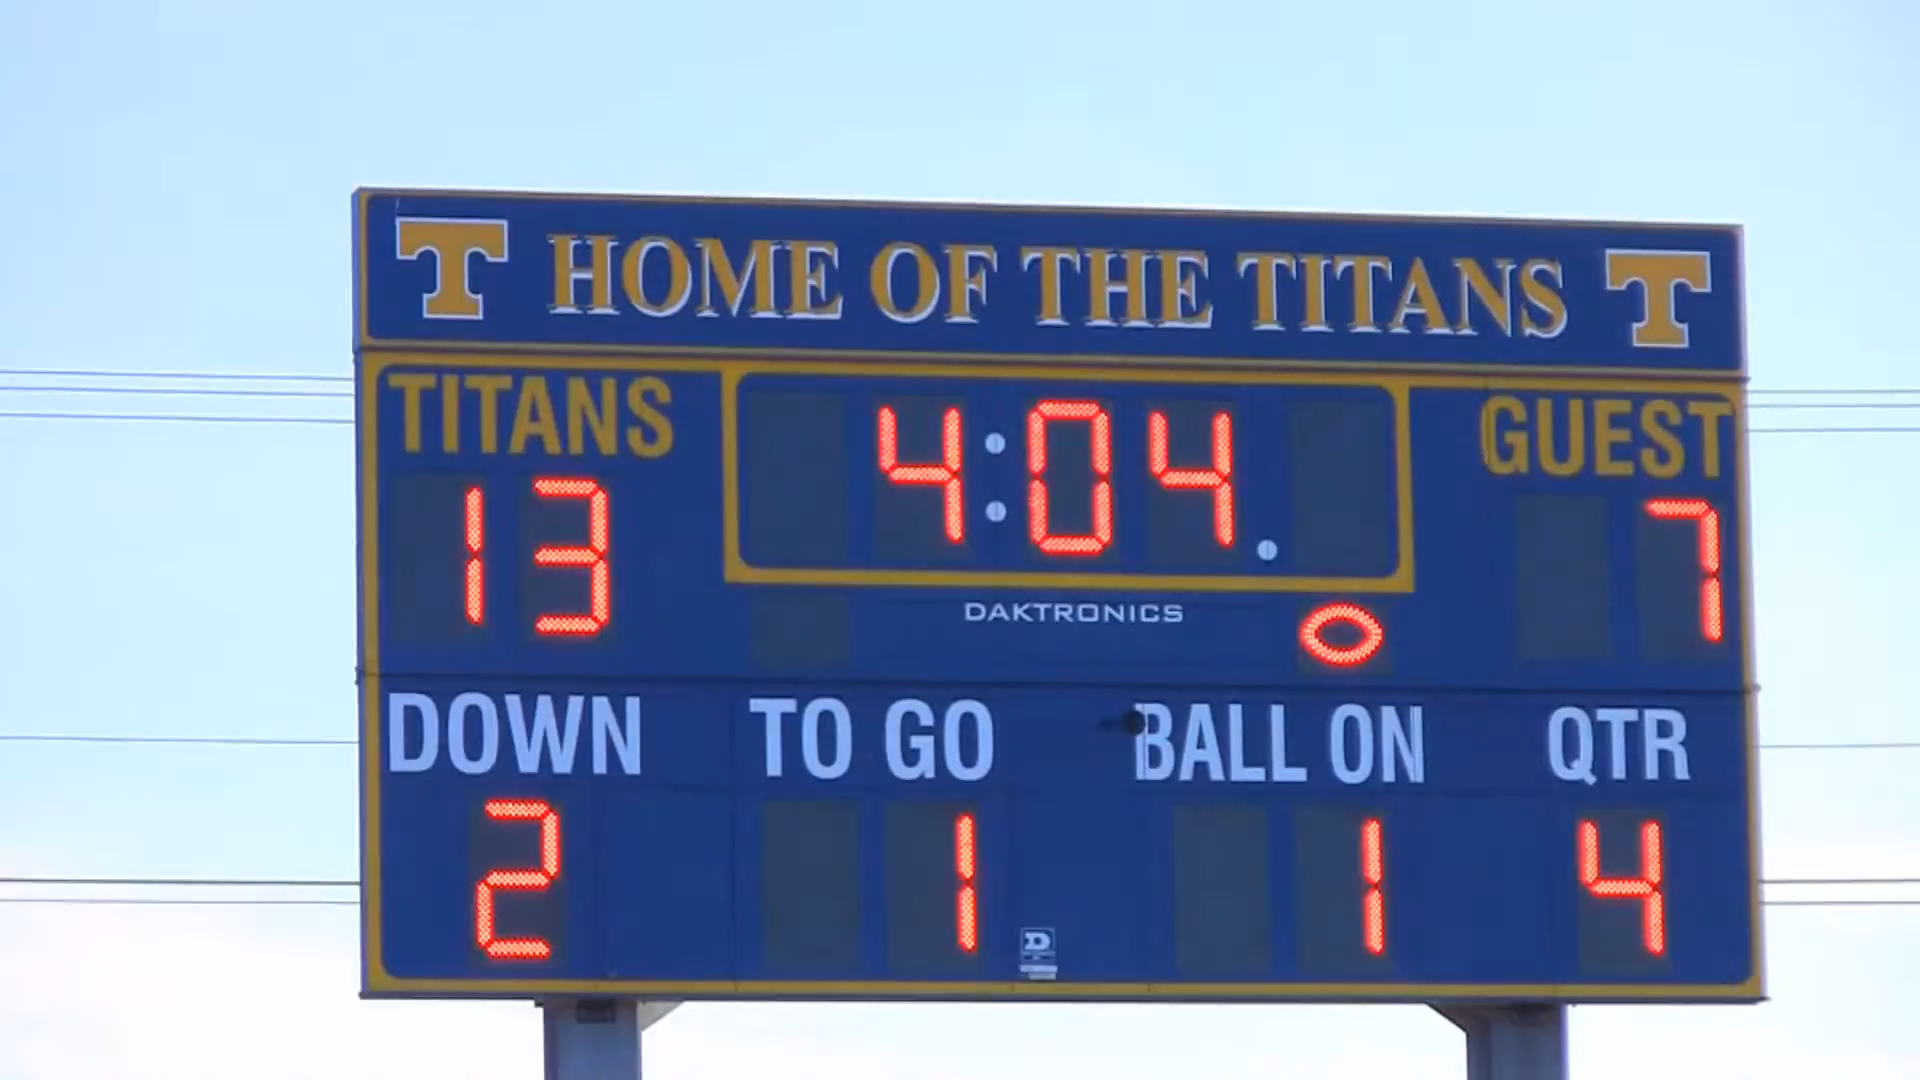 T HOME OF THE TITANS T
TITANS 4:04 GUEST
13 7
DAKTRONICS
DOWN TO GO BALL ON QTR
2 1 1 4
D